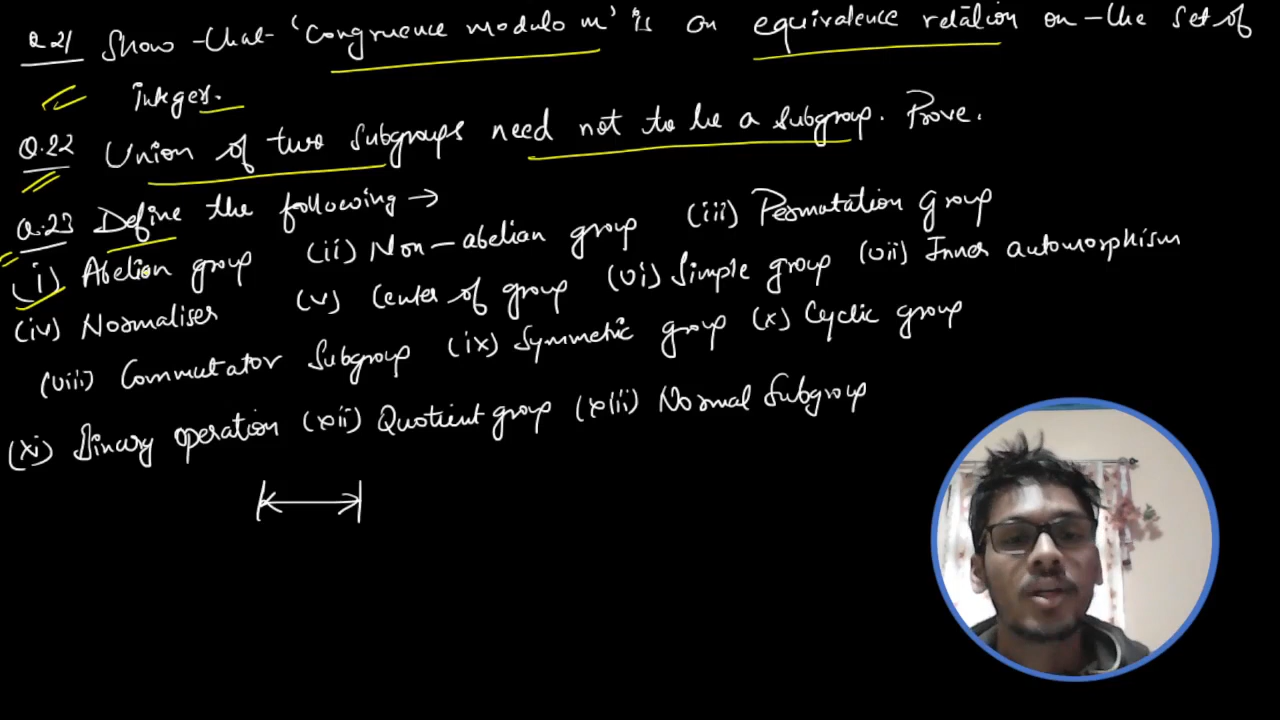 Q.21 Show that 'Congruence modulo m' is an equivalence relation on the set of
integers.
Q.22 Union of two subgroups need not to be a subgroup. Prove.
Q.23 Define the following →
(i) Abelian group (ii) Non-abelian group (iii) Permutation group
(iv) Normaliser (v) Center of group (vi) Simple group (vii) Inner automorphism
(viii) Commutator Subgroup (ix) Symmetric group (x) Cyclic group
(xi) Binary operation (xii) Quotient group (xiii) Normal Subgroup